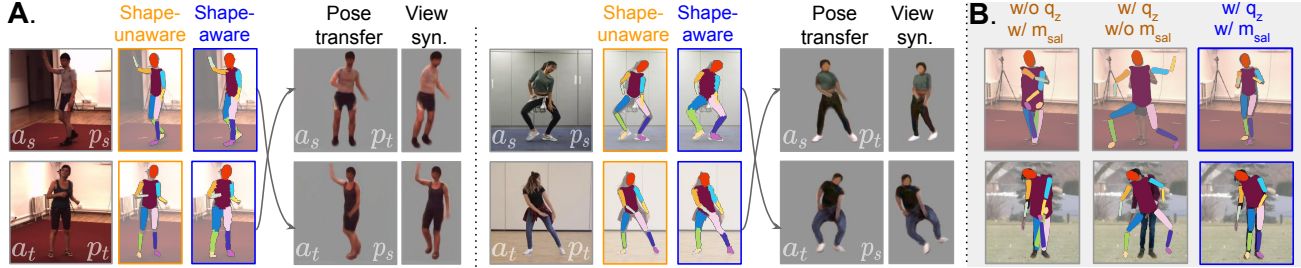 A.
Shape-
unaware
Shape-
aware
Pose
transfer
View
syn.
Shape-
unaware
Shape-
aware
Pose
transfer
View
syn.
B.
w/o q_z
w/ m_sal
w/ q_z
w/o m_sal
w/ q_z
w/ m_sal
a_s p_s
a_s p_t
a_s p_s
a_s p_t
a_t p_t
a_t p_s
a_t p_t
a_t p_s